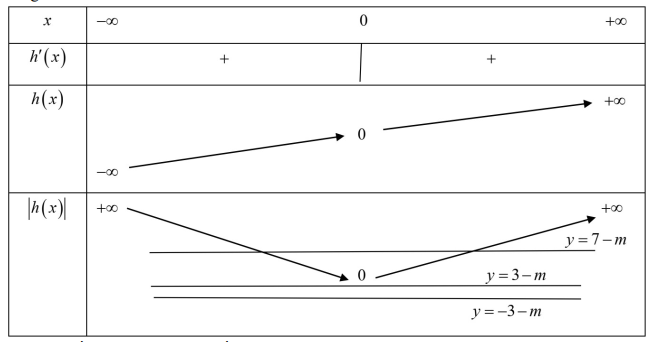 x −∞ 0 +∞
h′(x) + +
h(x) −∞ 0 +∞
|h(x)| +∞ 0 +∞
y = 7 − m
y = 3 − m
y = −3 − m